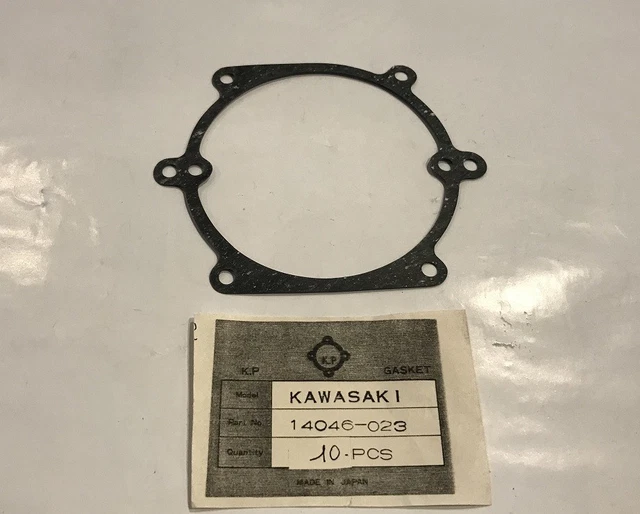 K.P
K.P GASKET
Model KAWASAKI
Part No 14046-023
Quantity 10-PCS
MADE IN JAPAN